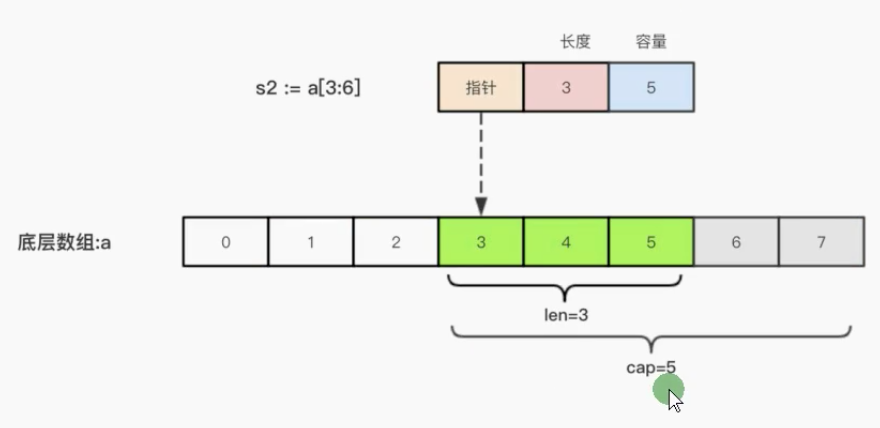 长度 容量
s2 := a[3:6] 指针 3 5
底层数组:a 0 1 2 3 4 5 6 7
len=3
cap=5